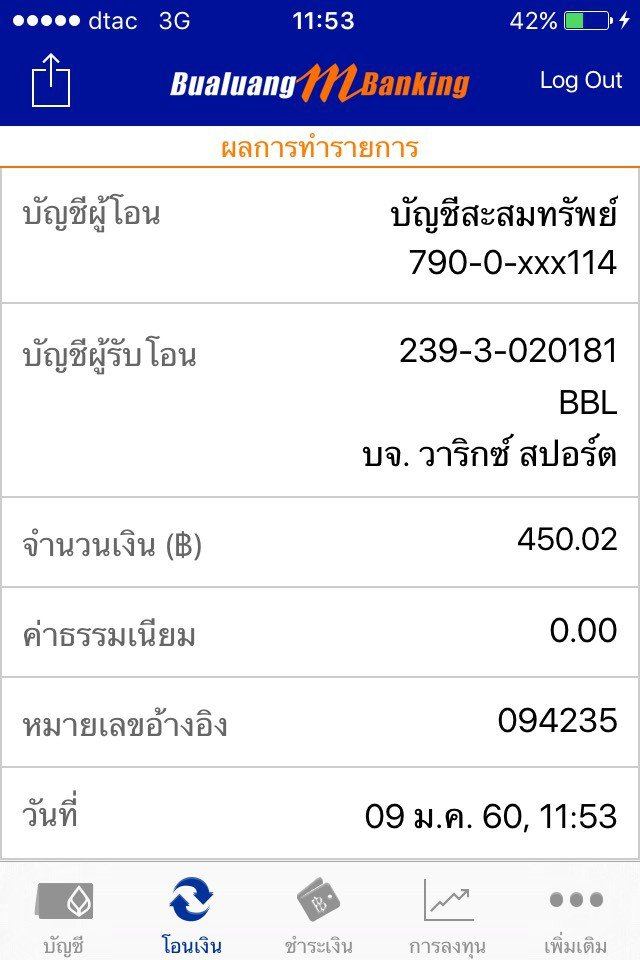 dtac 3G 11:53 42%
Bualuang mBanking Log Out
ผลการทำรายการ
บัญชีผู้โอน บัญชีสะสมทรัพย์
790-0-xxx114
บัญชีผู้รับโอน 239-3-020181
BBL
บจ. วาริกซ์ สปอร์ต
จำนวนเงิน (฿) 450.02
ค่าธรรมเนียม 0.00
หมายเลขอ้างอิง 094235
วันที่ 09 ม.ค. 60, 11:53
บัญชี โอนเงิน ชำระเงิน การลงทุน เพิ่มเติม